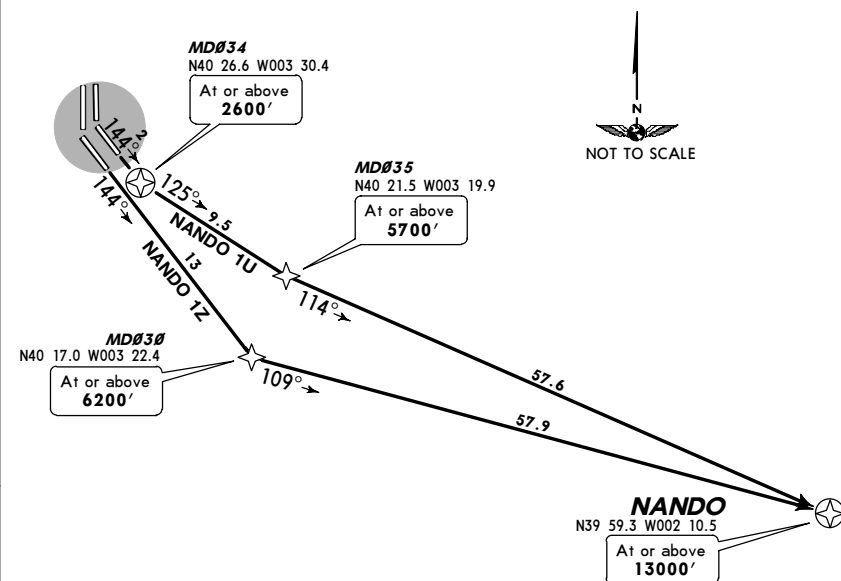 MDØ34
N40 26.6 W003 30.4
At or above
2600'
N
NOT TO SCALE
144°
2
MDØ35
N40 21.5 W003 19.9
At or above
5700'
125°
9.5
NANDO 1U
144°
13
NANDO 1Z
114°
MDØ3Ø
N40 17.0 W003 22.4
At or above
6200'
109°
57.6
57.9
NANDO
N39 59.3 W002 10.5
At or above
13000'